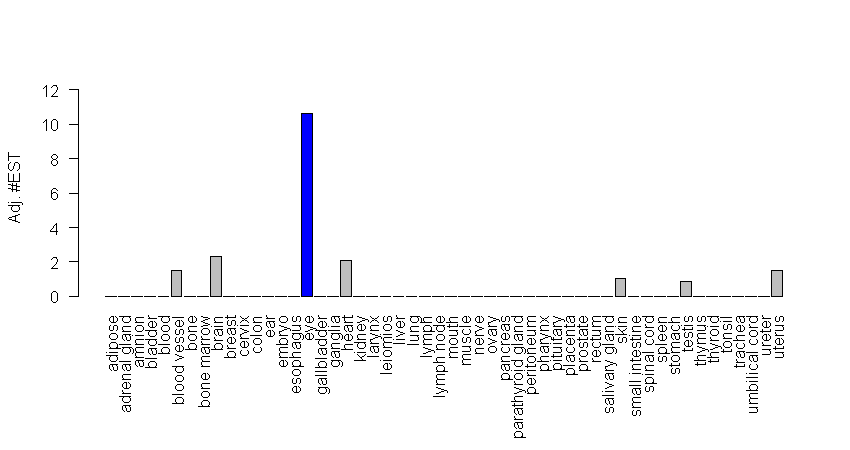 12
10
8
6
4
2
0
Adj. #EST
adipose
adrenal gland
amnion
bladder
blood
blood vessel
bone
bone marrow
brain
breast
cervix
colon
ear
embryo
esophagus
eye
gallbladder
ganglia
heart
kidney
larynx
leiomios
liver
lung
lymph
lymph node
mouth
muscle
nerve
ovary
pancreas
parathyroid gland
peritoneum
pharynx
pituitary
placenta
prostate
rectum
salivary gland
skin
small intestine
spinal cord
spleen
stomach
testis
thymus
thyroid
tonsil
trachea
umbilical cord
ureter
uterus